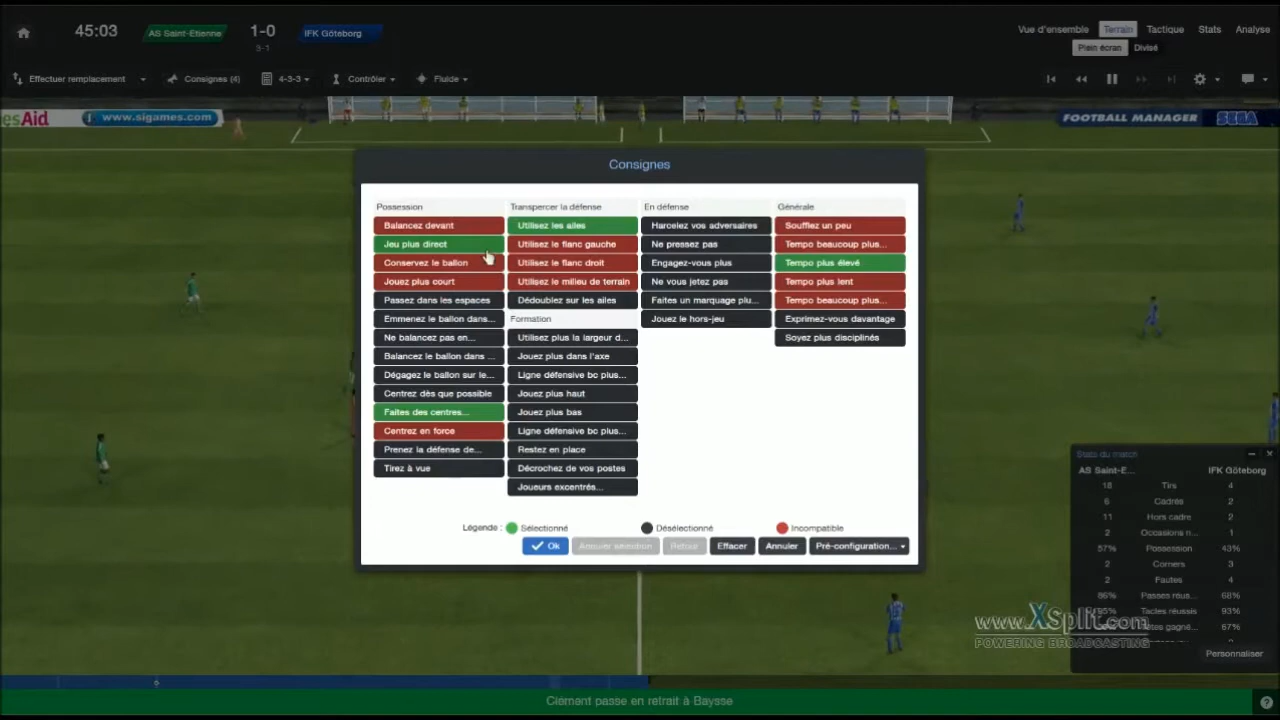 45:03
AS Saint-Etienne
1-0
IFK Göteborg
3-1
Vue d'ensemble
Terrain
Tactique
Stats
Analyse
Plein écran
Divisé
Effectuer remplacement
Consignes (4)
4-3-3
Contrôler
Fluide
esAid
www.sigames.com
FOOTBALL MANAGER
SEGA
Consignes
Possession
Balancez devant
Jeu plus direct
Conservez le ballon
Jouez plus court
Passez dans les espaces
Emmenez le ballon dans...
Ne balancez pas en...
Balancez le ballon dans ...
Dégagez le ballon sur le...
Centrez dès que possible
Faites des centres...
Centrez en force
Prenez la défense de...
Tirez à vue
Transpercer la défense
Utilisez les ailes
Utilisez le flanc gauche
Utilisez le flanc droit
Utilisez le milieu de terrain
Dédoublez sur les ailes
Formation
Utilisez plus la largeur d...
Jouez plus dans l'axe
Ligne défensive bc plus...
Jouez plus haut
Jouez plus bas
Ligne défensive bc plus...
Restez en place
Décrochez de vos postes
Joueurs excentrés...
En défense
Harcelez vos adversaires
Ne pressez pas
Engagez-vous plus
Ne vous jetez pas
Faites un marquage plu...
Jouez le hors-jeu
Générale
Soufflez un peu
Tempo beaucoup plus...
Tempo plus élevé
Tempo plus lent
Tempo beaucoup plus...
Exprimez-vous davantage
Soyez plus disciplinés
Légende :
Sélectionné
Désélectionné
Incompatible
Ok
Annuler sélection
Retour
Effacer
Annuler
Pré-configuration...
Stats du match
AS Saint-E...
IFK Göteborg
18 Tirs 4
6 Cadrés 2
11 Hors cadre 2
2 Occasions n... 1
57% Possession 43%
2 Corners 3
2 Fautes 4
86% Passes réus... 68%
95% Tacles réussis 93%
67%
Personnaliser
www.XSplit.com
POWERING BROADCASTING
Clément passe en retrait à Baysse